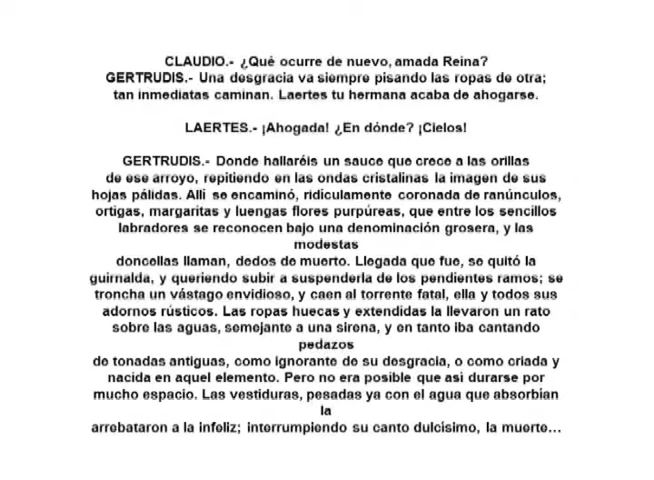 CLAUDIO.- ¿Qué ocurre de nuevo, amada Reina?
GERTRUDIS.- Una desgracia va siempre pisando las ropas de otra;
tan inmediatas caminan. Laertes tu hermana acaba de ahogarse.
LAERTES.- ¡Ahogada! ¿En dónde? ¡Cielos!
GERTRUDIS.- Donde hallaréis un sauce que crece a las orillas
de ese arroyo, repitiendo en las ondas cristalinas la imagen de sus
hojas pálidas. Allí se encaminó, ridículamente coronada de ranúnculos,
ortigas, margaritas y luengas flores purpúreas, que entre los sencillos
labradores se reconocen bajo una denominación grosera, y las
modestas
doncellas llaman, dedos de muerto. Llegada que fue, se quitó la
guirnalda, y queriendo subir a suspenderla de los pendientes ramos; se
troncha un vástago envidioso, y caen al torrente fatal, ella y todos sus
adornos rústicos. Las ropas huecas y extendidas la llevaron un rato
sobre las aguas, semejante a una sirena, y en tanto iba cantando
pedazos
de tonadas antiguas, como ignorante de su desgracia, o como criada y
nacida en aquel elemento. Pero no era posible que así durarse por
mucho espacio. Las vestiduras, pesadas ya con el agua que absorbían
la
arrebataron a la infeliz; interrumpiendo su canto dulcísimo, la muerte...